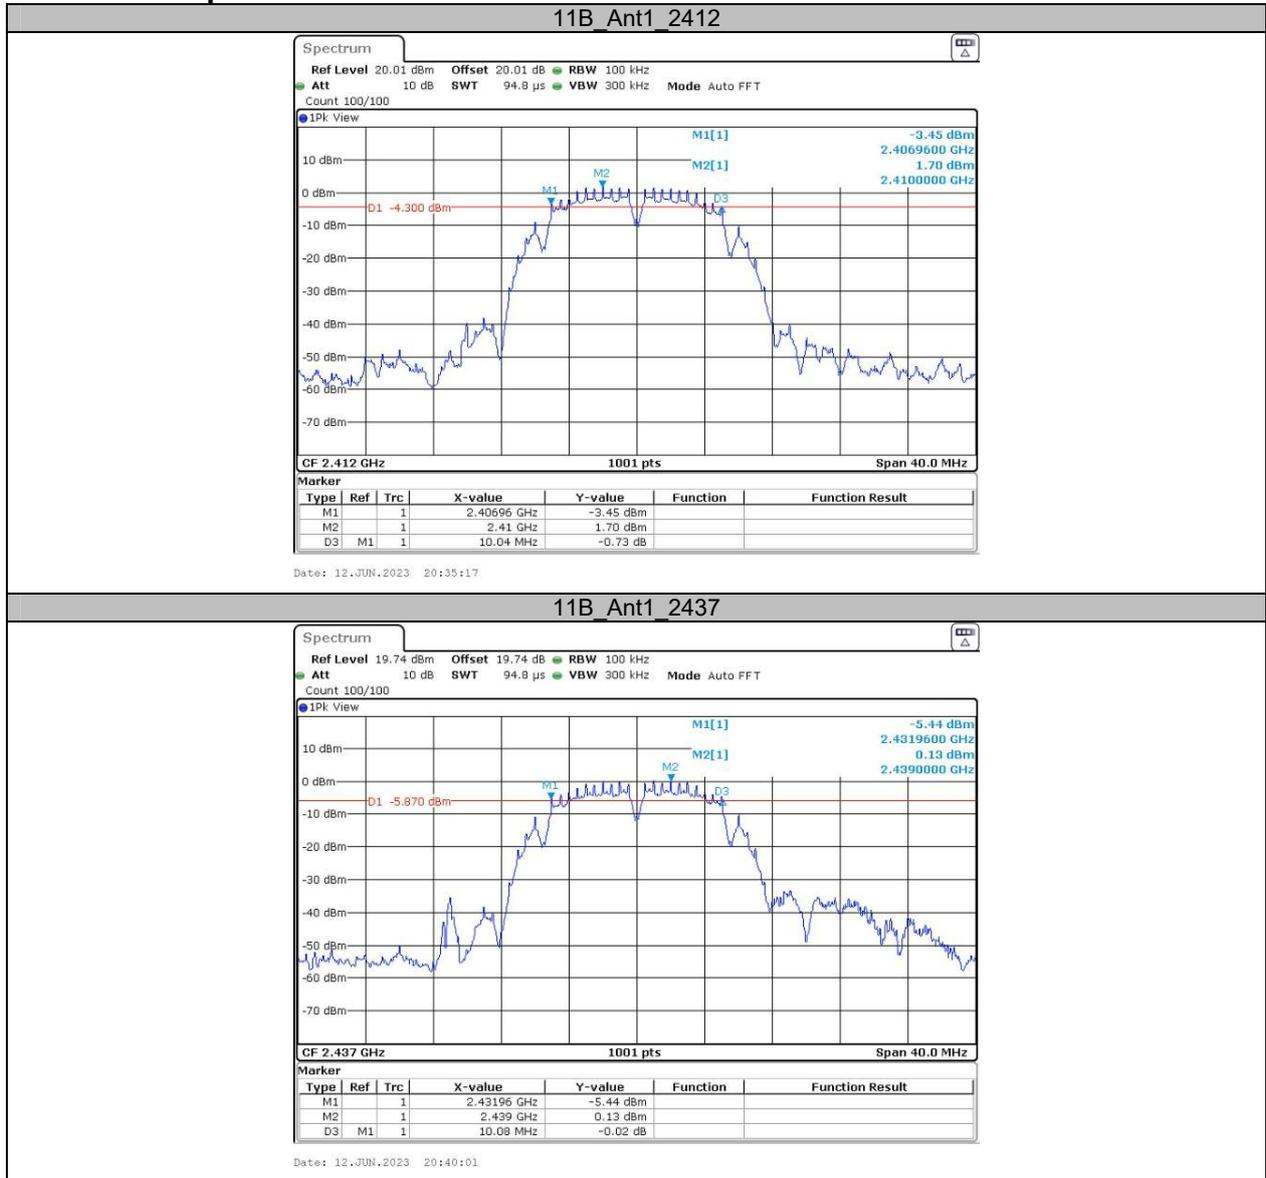 11B_Ant1_2412
Spectrum
Ref Level 20.01 dBm Offset 20.01 dB RBW 100 kHz
Att 10 dB SWT 94.8 µs VBW 300 kHz Mode Auto FFT
Count 100/100
1Pk View
M1[1] -3.45 dBm
2.4069600 GHz
10 dBm
M2[1] 1.70 dBm
2.4100000 GHz
M2
M1
0 dBm
D3
D1 -4.300 dBm
-10 dBm
-20 dBm
-30 dBm
-40 dBm
-50 dBm
-60 dBm
-70 dBm
CF 2.412 GHz 1001 pts Span 40.0 MHz
Marker
Type Ref Trc X-value Y-value Function Function Result
M1 1 2.40696 GHz -3.45 dBm
M2 1 2.41 GHz 1.70 dBm
D3 M1 1 10.04 MHz -0.73 dB
Date: 12.JUN.2023 20:35:17
11B_Ant1_2437
Spectrum
Ref Level 19.74 dBm Offset 19.74 dB RBW 100 kHz
Att 10 dB SWT 94.8 µs VBW 300 kHz Mode Auto FFT
Count 100/100
1Pk View
M1[1] -5.44 dBm
2.4319600 GHz
10 dBm
M2[1] 0.13 dBm
2.4390000 GHz
M2
0 dBm
M1
D3
D1 -5.870 dBm
-10 dBm
-20 dBm
-30 dBm
-40 dBm
-50 dBm
-60 dBm
-70 dBm
CF 2.437 GHz 1001 pts Span 40.0 MHz
Marker
Type Ref Trc X-value Y-value Function Function Result
M1 1 2.43196 GHz -5.44 dBm
M2 1 2.439 GHz 0.13 dBm
D3 M1 1 10.08 MHz -0.02 dB
Date: 12.JUN.2023 20:40:01